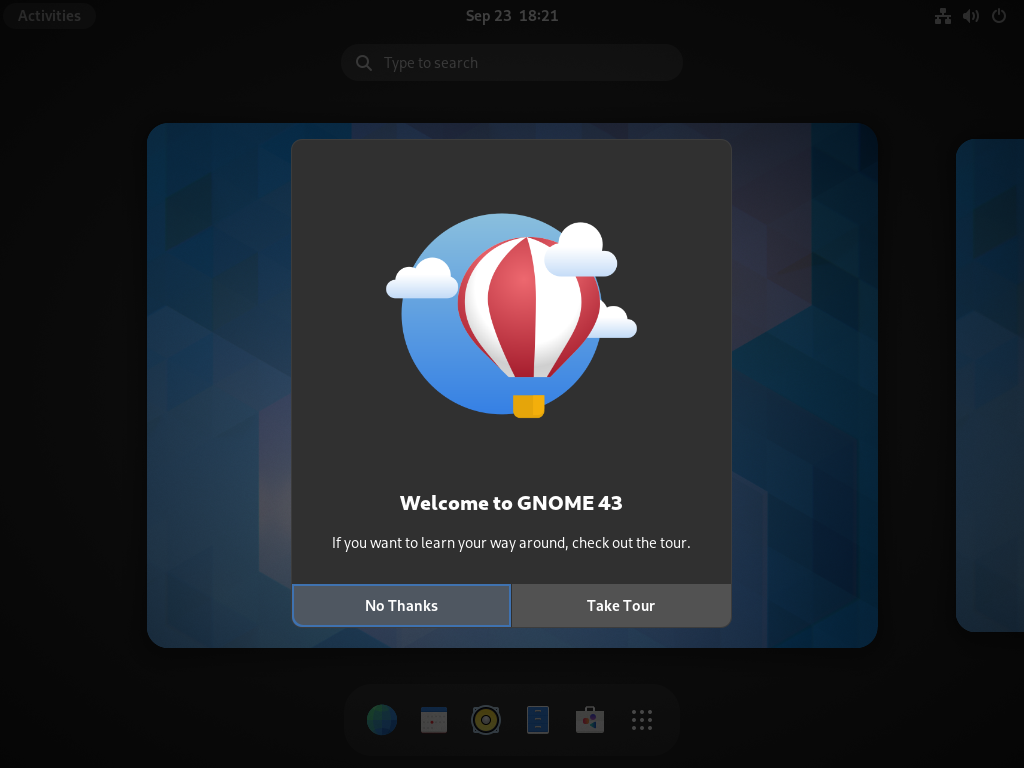 Activities
Sep 23 18:21
Type to search
Welcome to GNOME 43
If you want to learn your way around, check out the tour.
No Thanks
Take Tour